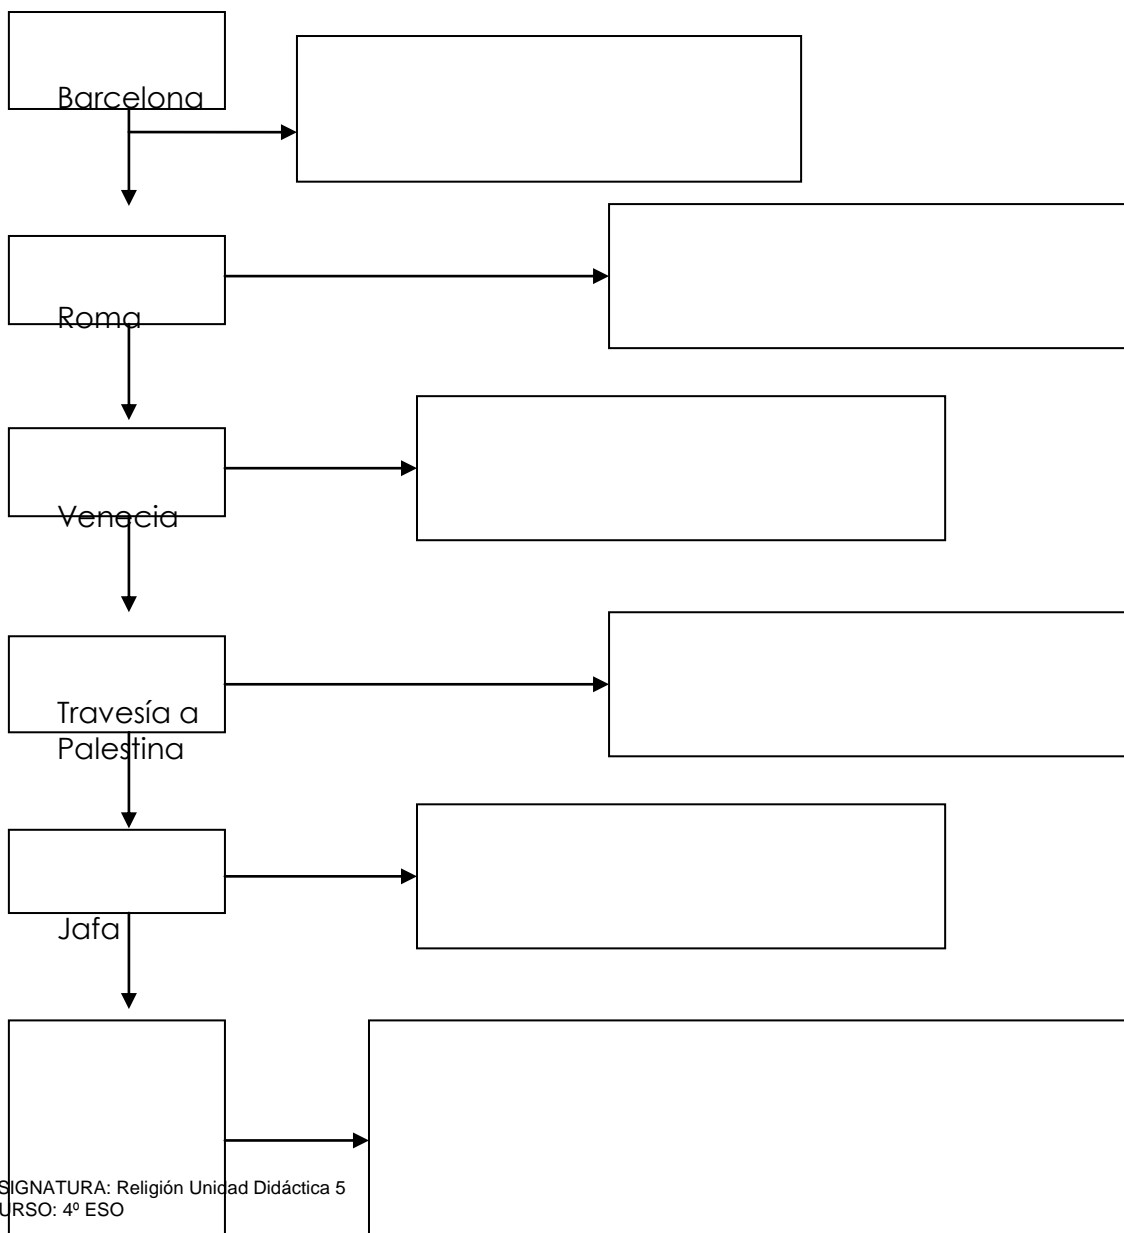 Barcelona
Roma
Venecia
Travesía a
Palestina
Jafa
SIGNATURA: Religión Unidad Didáctica 5
URSO: 4º ESO